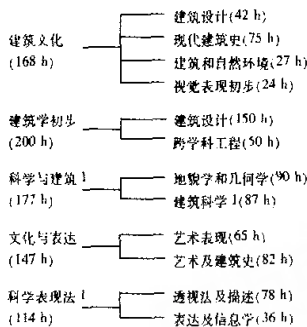 建筑文化
(168 h)
建筑设计(42 h)
现代建筑史(75 h)
建筑和自然环境(27 h)
视觉表现初步(24 h)
建筑学初步
(200 h)
建筑设计(150 h)
跨学科工程(50 h)
科学与建筑 1
(177 h)
地貌学和几何学(90 h)
建筑科学 1(87 h)
文化与表达
(147 h)
艺术表现(65 h)
艺术及建筑史(82 h)
科学表现法 1
(114 h)
透视法及描述(78 h)
表达及信息学(36 h)